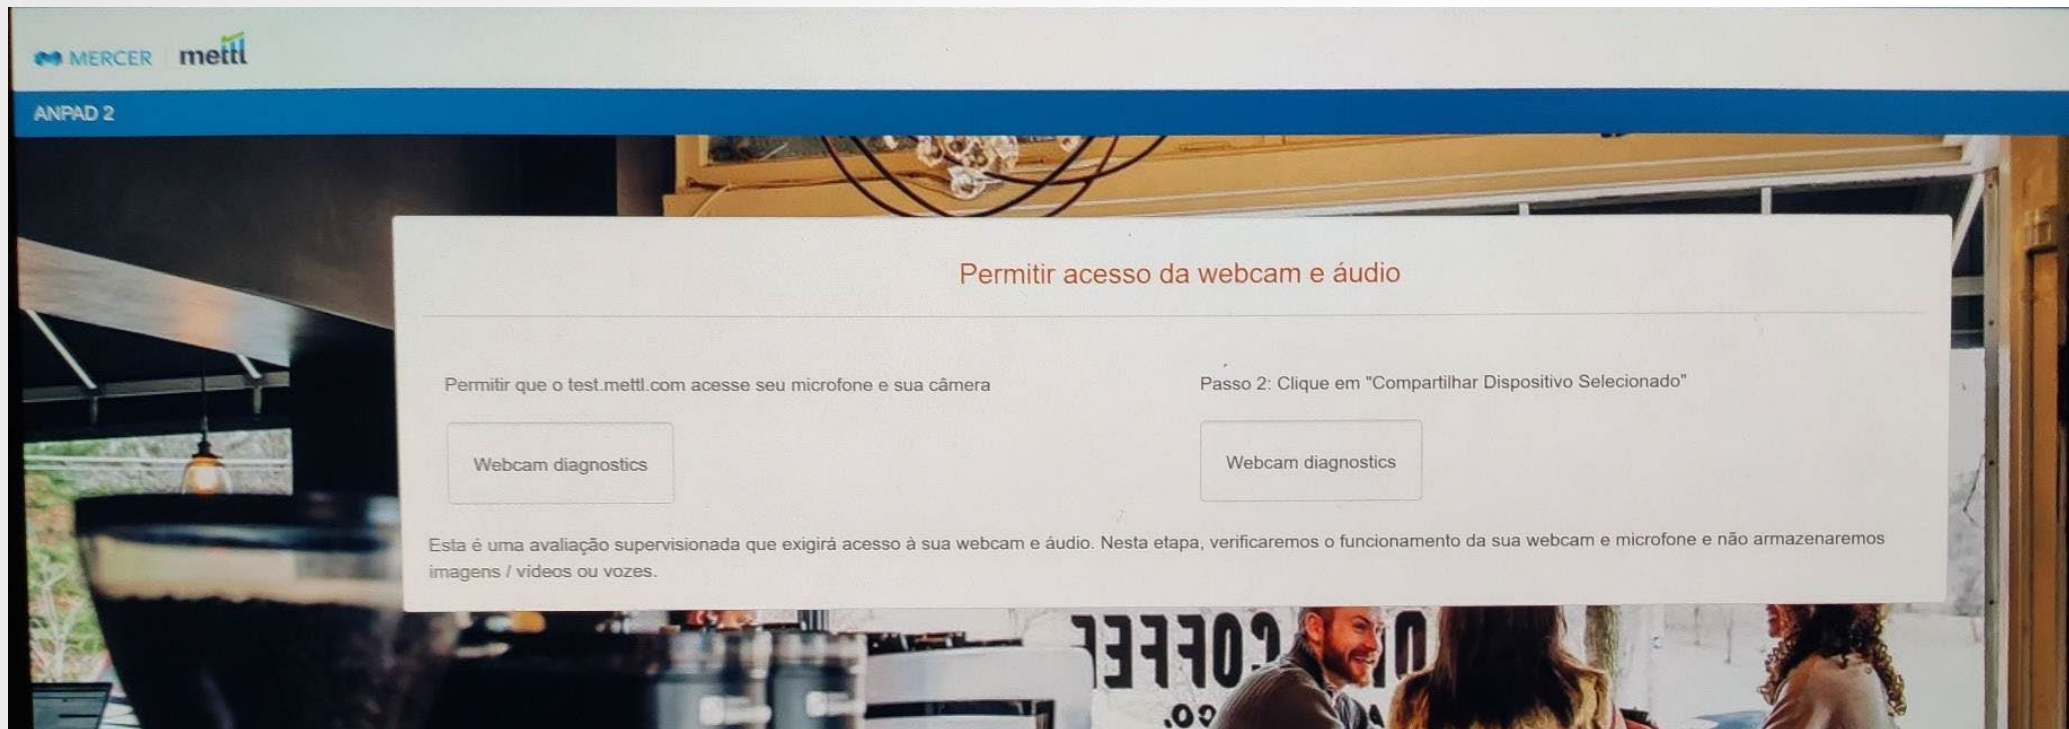 MERCER mettl
ANPAD 2
Permitir acesso da webcam e áudio
Permitir que o test.mettl.com acesse seu microfone e sua câmera
Passo 2: Clique em "Compartilhar Dispositivo Selecionado"
Webcam diagnostics
Webcam diagnostics
Esta é uma avaliação supervisionada que exigirá acesso à sua webcam e áudio. Nesta etapa, verificaremos o funcionamento da sua webcam e microfone e não armazenaremos
imagens / vídeos ou vozes.
COFFEE
CO.